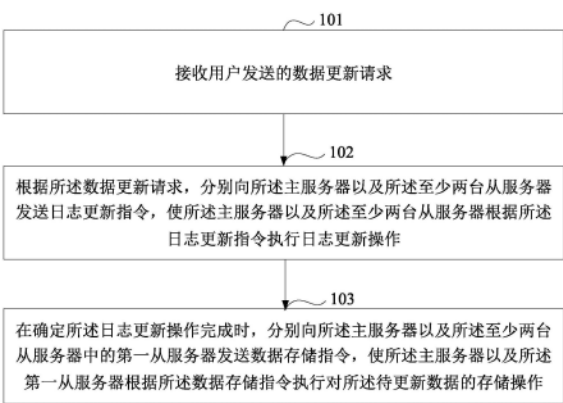 101
接收用户发送的数据更新请求
102
根据所述数据更新请求，分别向所述主服务器以及所述至少两台从服务器
发送日志更新指令，使所述主服务器以及所述至少两台从服务器根据所述
日志更新指令执行日志更新操作
103
在确定所述日志更新操作完成时，分别向所述主服务器以及所述至少两台
从服务器中的第一从服务器发送数据存储指令，使所述主服务器以及所述
第一从服务器根据所述数据存储指令执行对所述待更新数据的存储操作